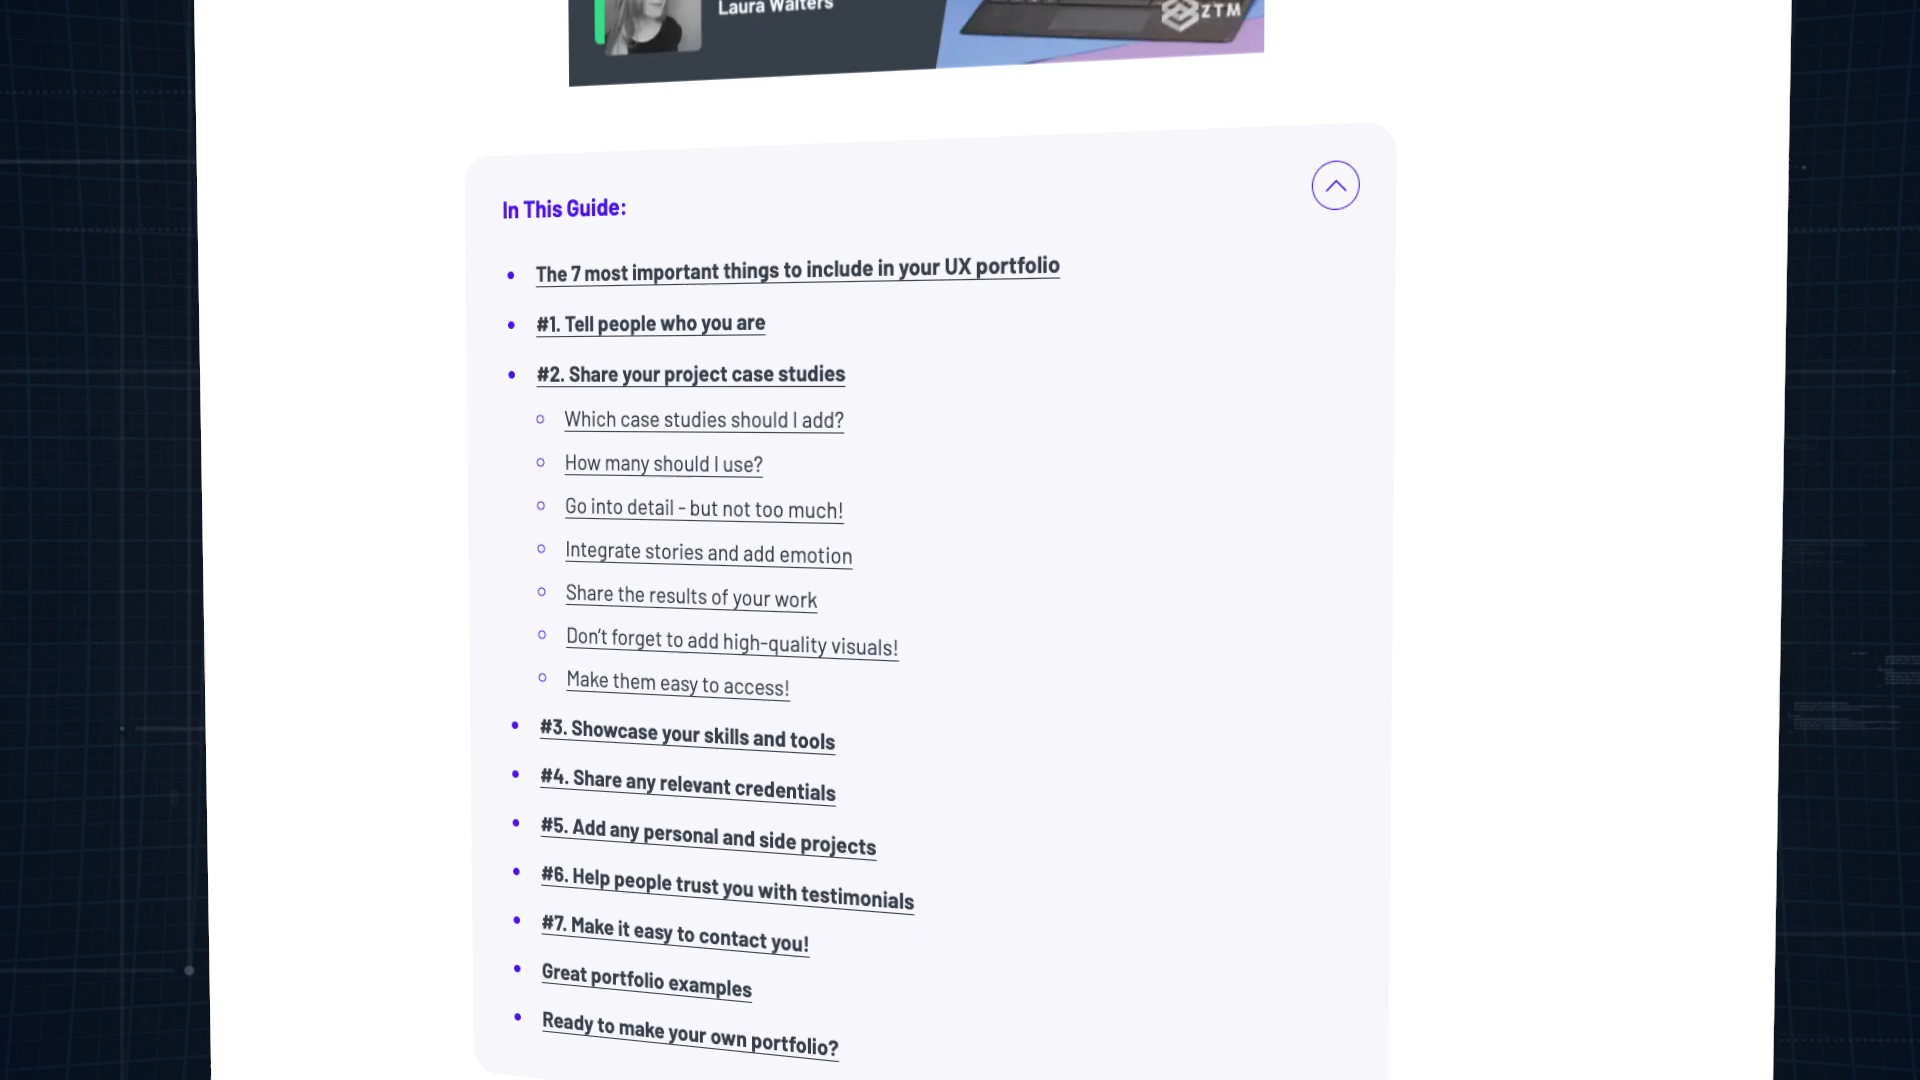 Laura Walters
ZTM
In This Guide:
The 7 most important things to include in your UX portfolio
#1. Tell people who you are
#2. Share your project case studies
Which case studies should I add?
How many should I use?
Go into detail - but not too much!
Integrate stories and add emotion
Share the results of your work
Don't forget to add high-quality visuals!
Make them easy to access!
#3. Showcase your skills and tools
#4. Share any relevant credentials
#5. Add any personal and side projects
#6. Help people trust you with testimonials
#7. Make it easy to contact you!
Great portfolio examples
Ready to make your own portfolio?